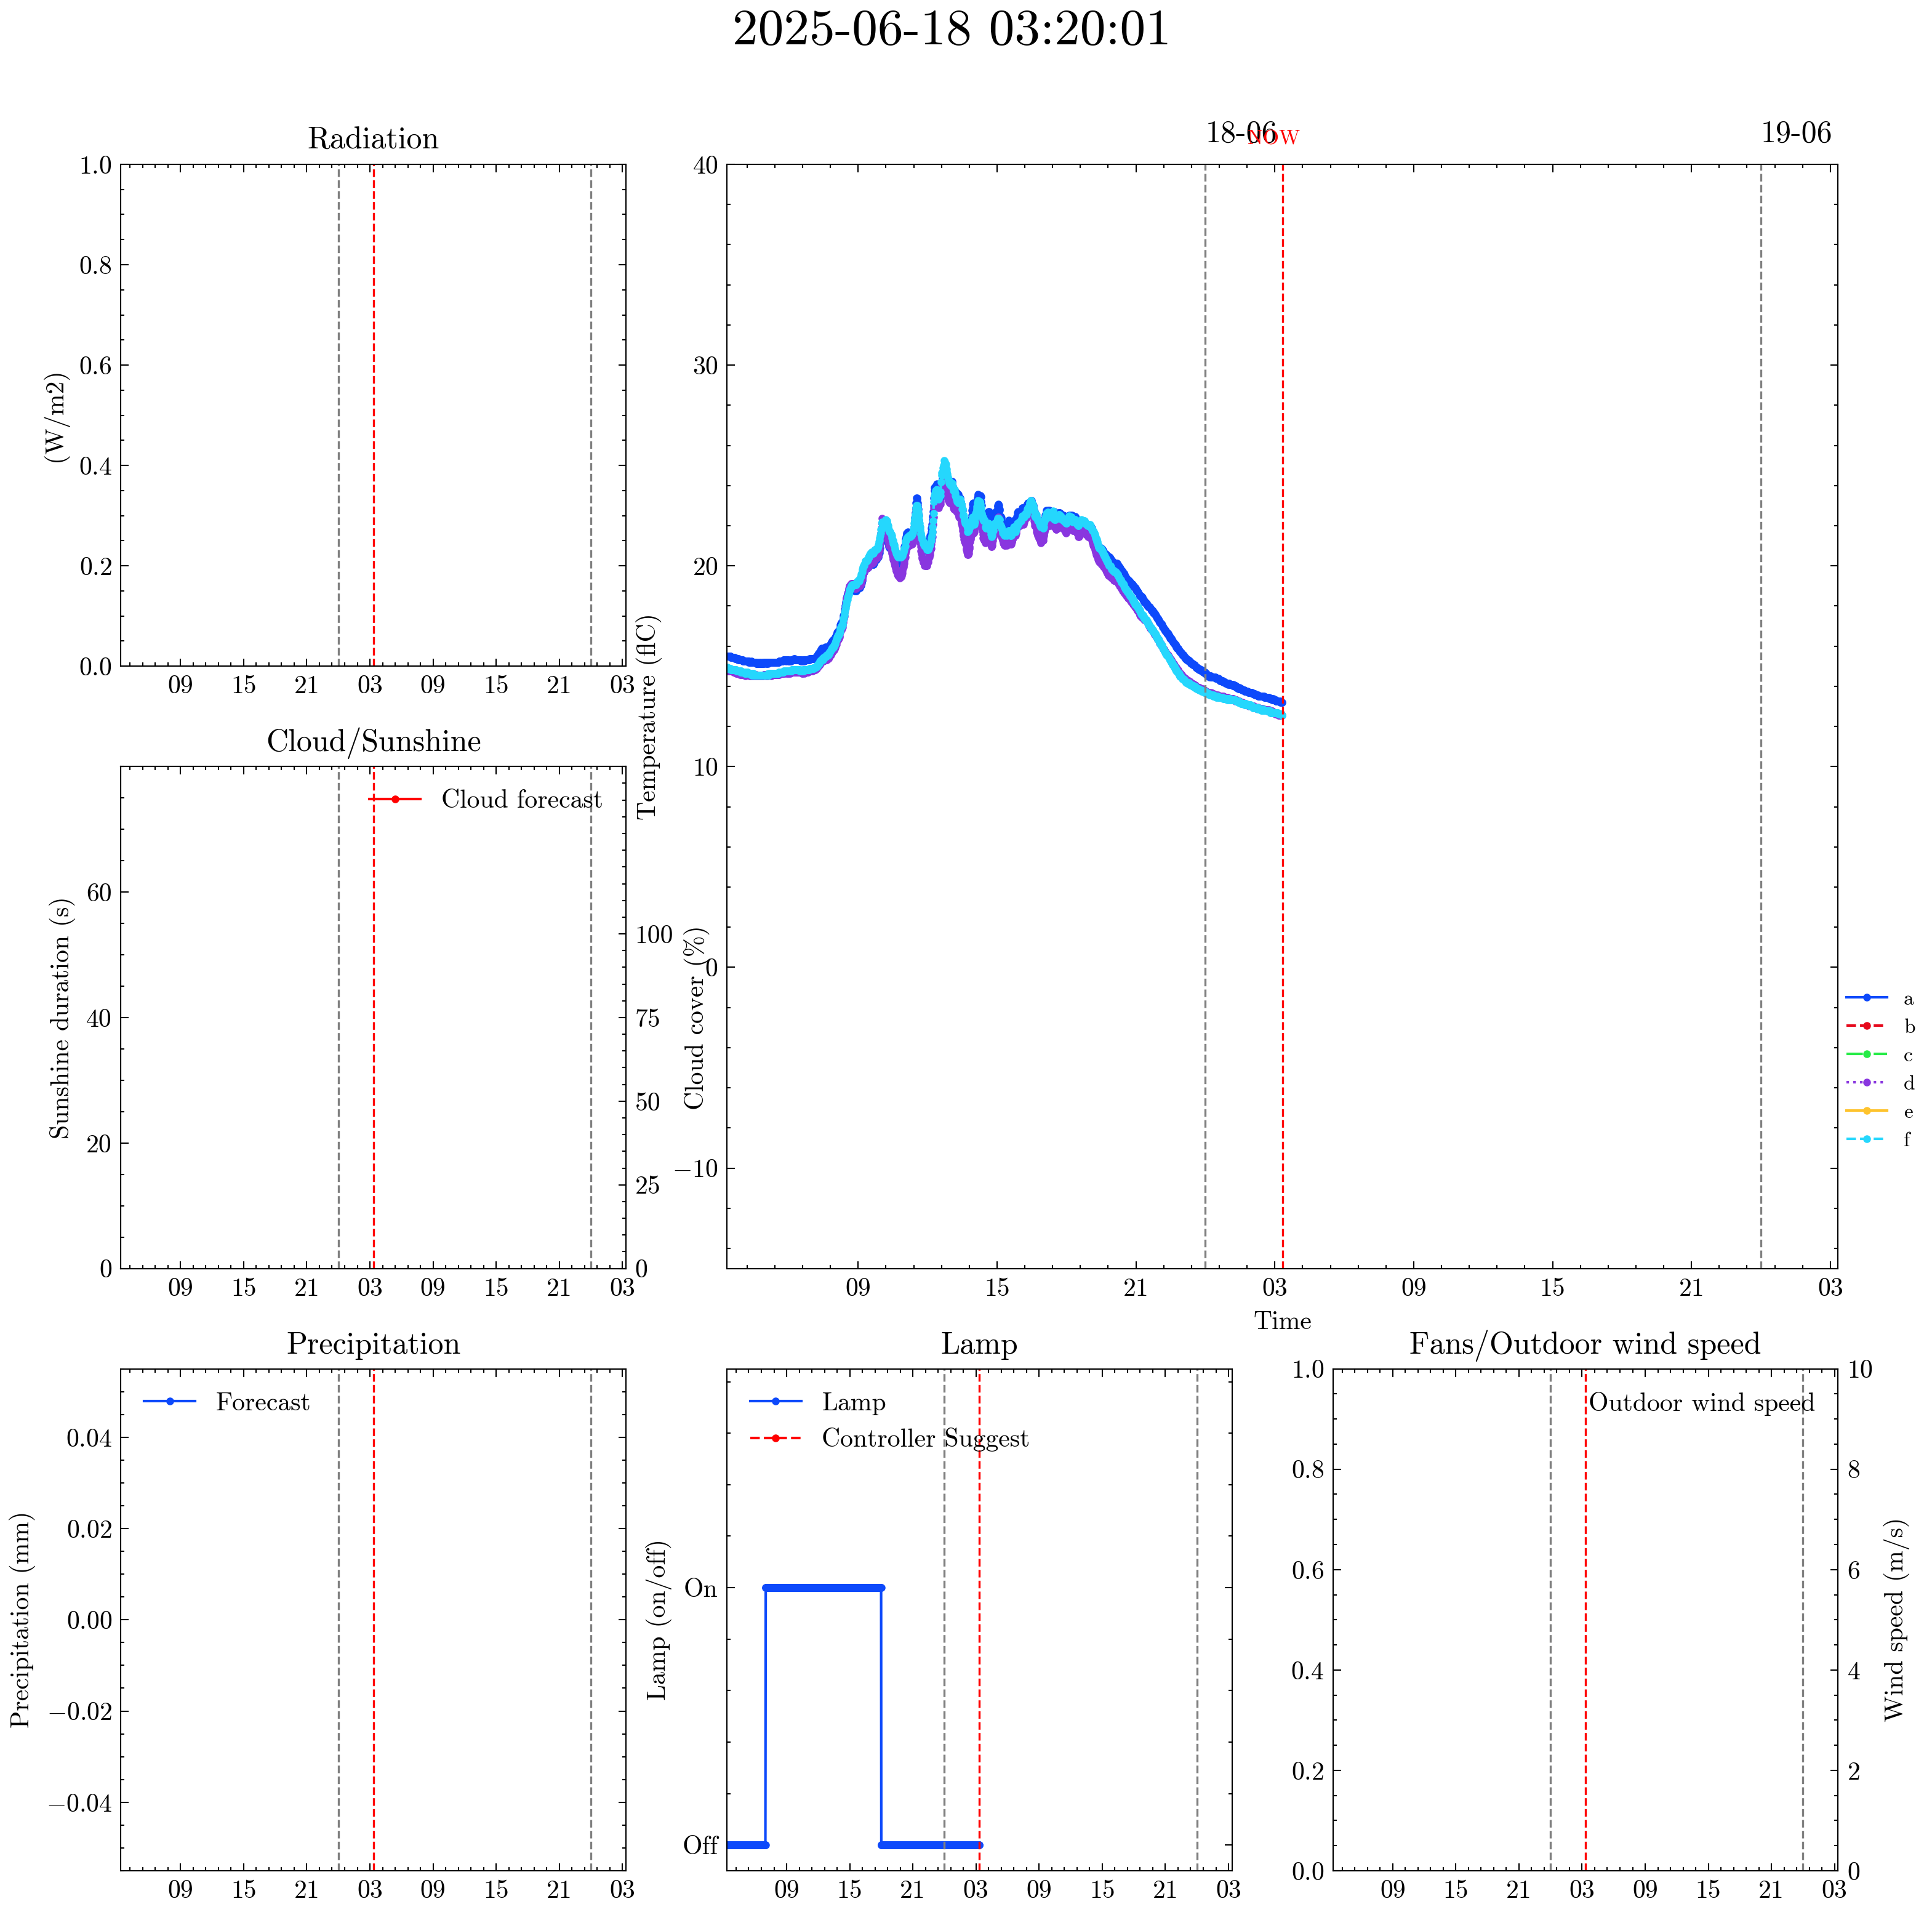 2025-06-18 03:20:01
Radiation
1.0
0.8
0.6
0.4
0.2
0.0
(W/m2)
09 15 21 03 09 15 21 03
Cloud/Sunshine
Cloud forecast
60
40
20
0
Sunshine duration (s)
100
75
50
25
0
Cloud cover (%)
09 15 21 03 09 15 21 03
18-06
NOW
19-06
40
30
20
10
0
−10
Temperature (flC)
09 15 21 03 09 15 21 03
Time
a
b
c
d
e
f
Precipitation
Forecast
0.04
0.02
0.00
−0.02
−0.04
Precipitation (mm)
09 15 21 03 09 15 21 03
Lamp
Lamp
Controller Suggest
On
Off
Lamp (on/off)
09 15 21 03 09 15 21 03
Fans/Outdoor wind speed
Outdoor wind speed
1.0
0.8
0.6
0.4
0.2
0.0
10
8
6
4
2
0
Wind speed (m/s)
09 15 21 03 09 15 21 03